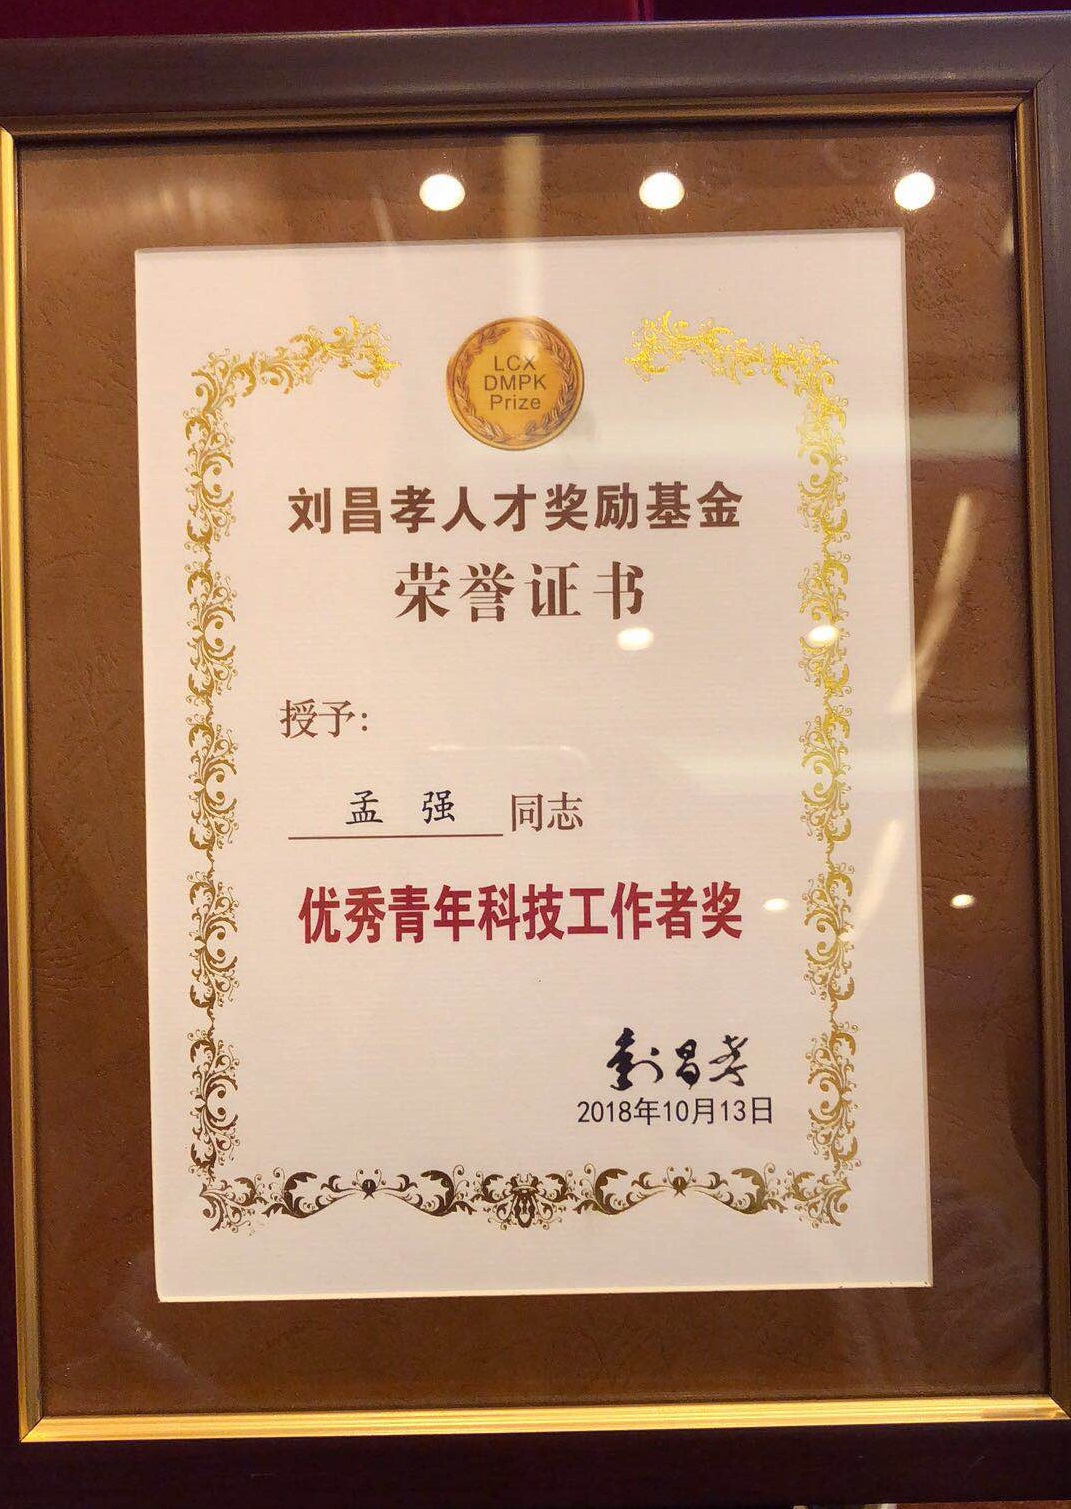 LCX
DMPK
Prize
刘昌孝人才奖励基金
荣誉证书
授予:
孟 强 同志
优秀青年科技工作者奖
刘昌孝
2018年10月13日